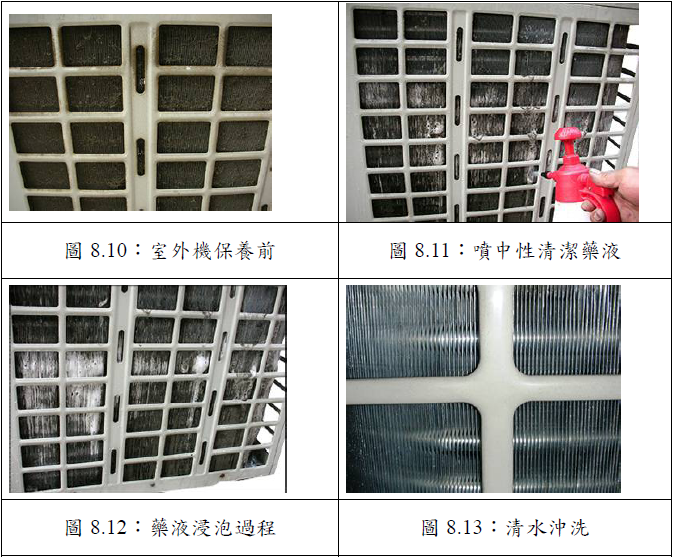 圖 8.10：室外機保養前
圖 8.11：噴中性清潔藥液
圖 8.12：藥液浸泡過程
圖 8.13：清水沖洗